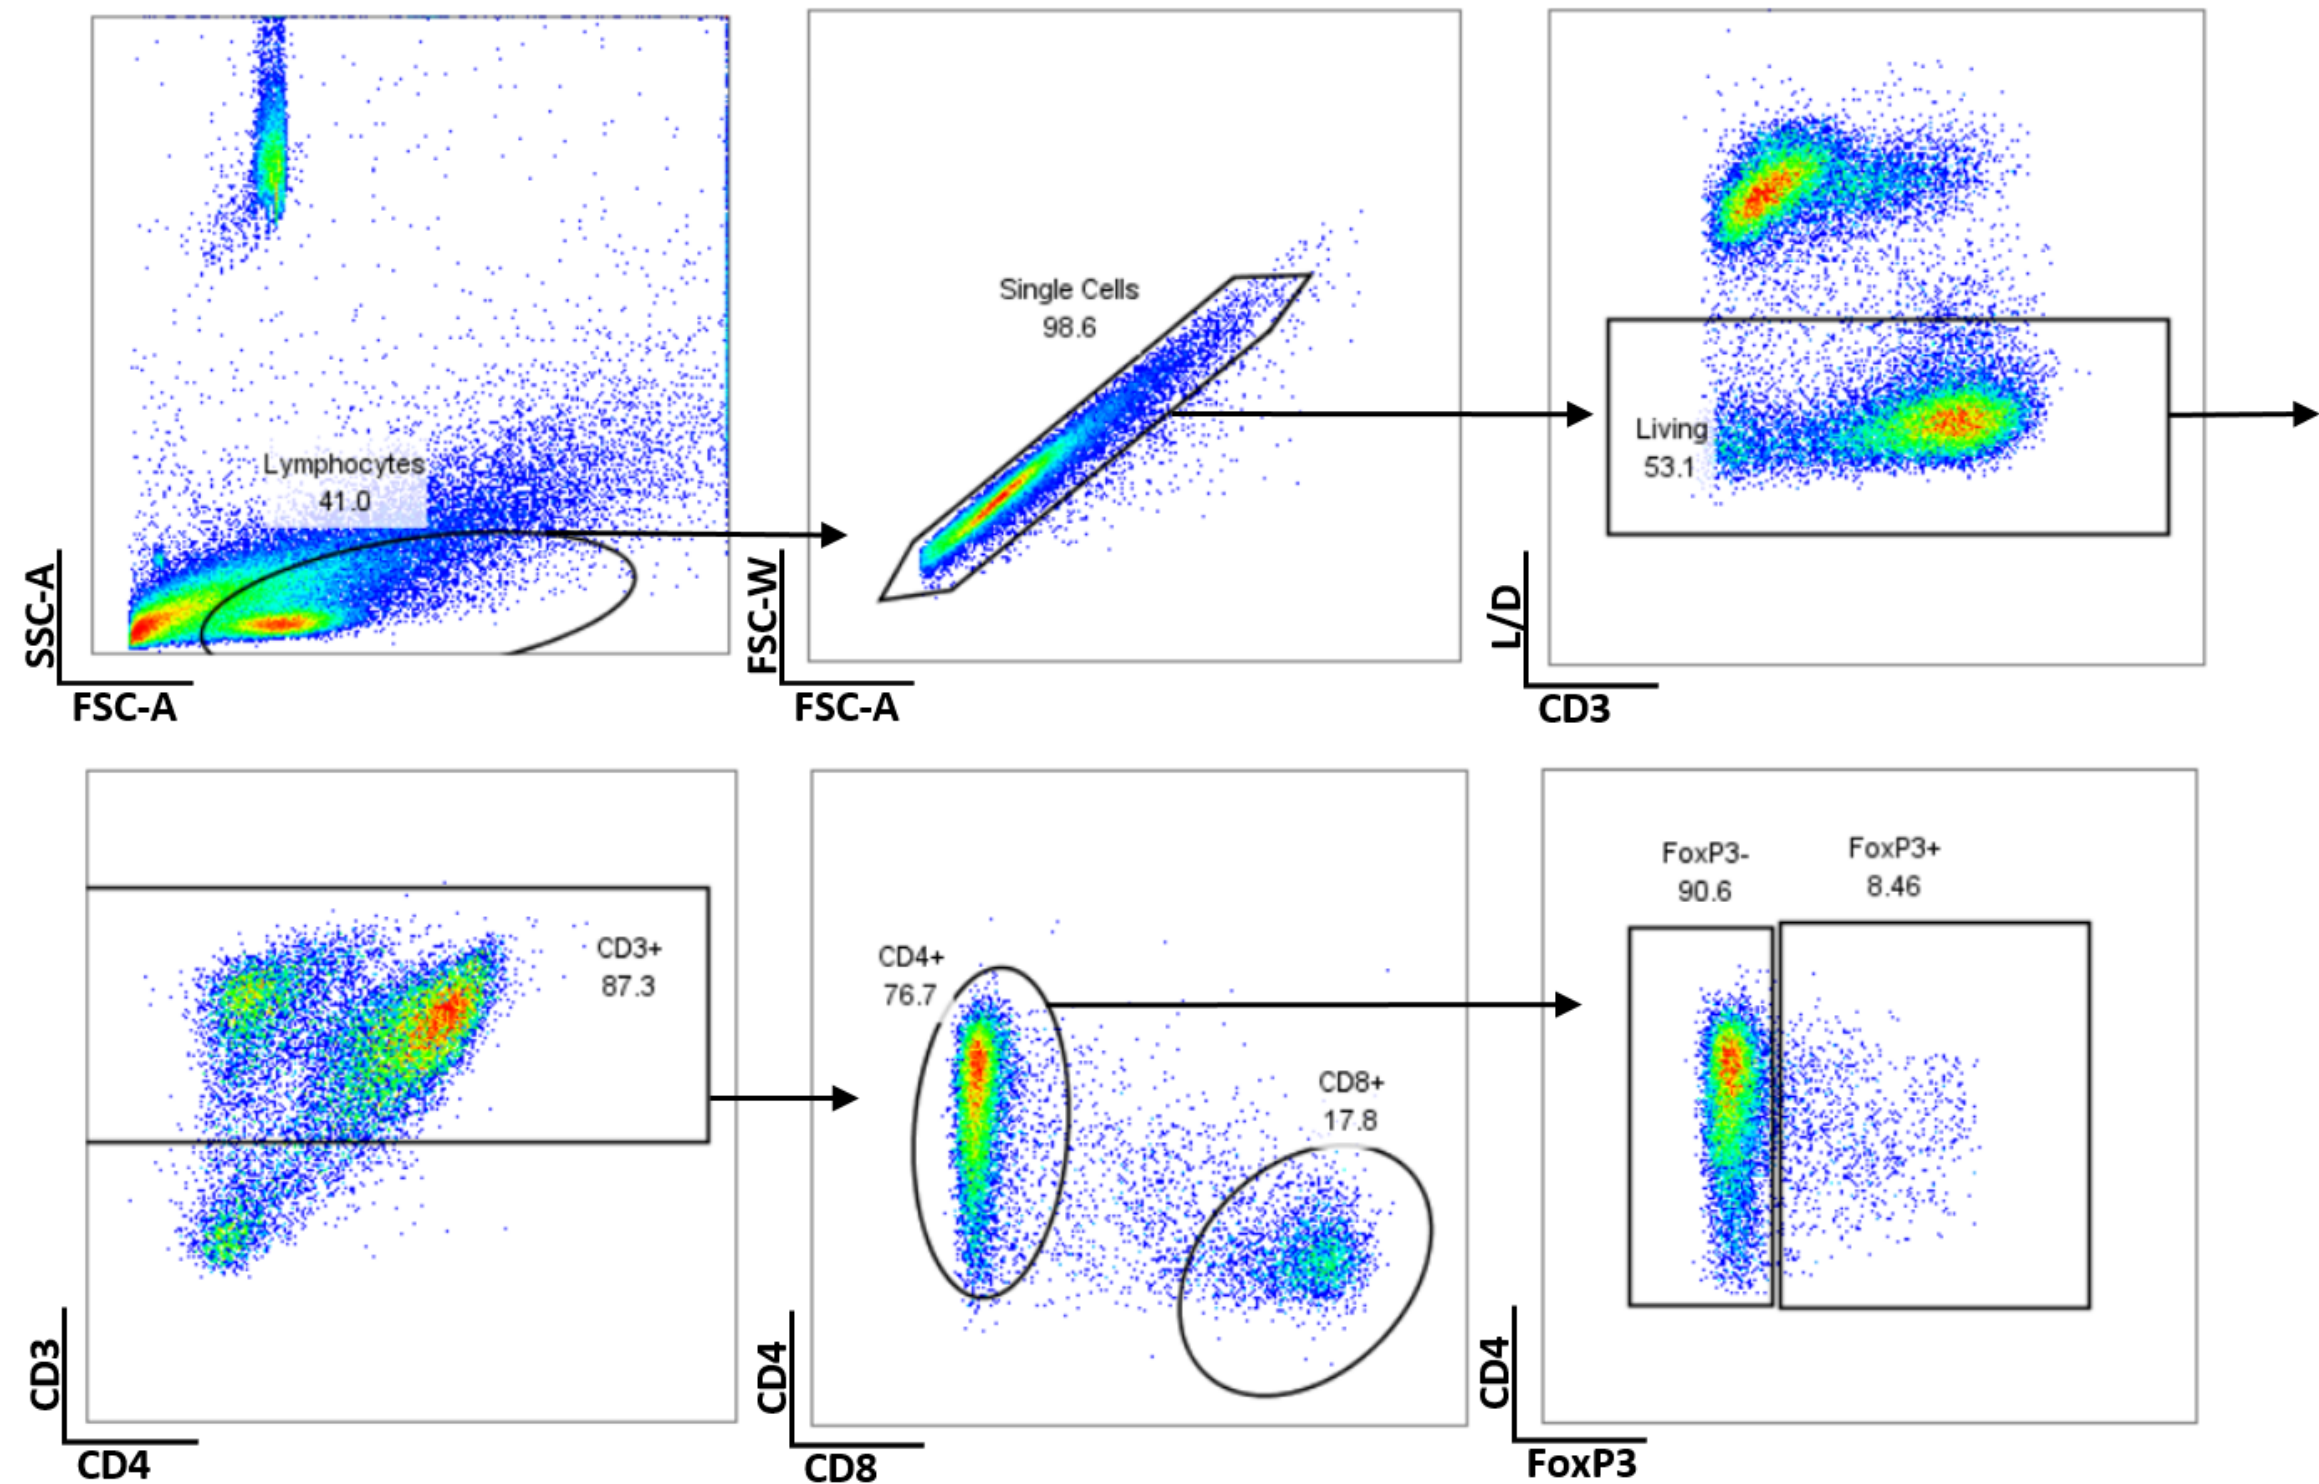 Lymphocytes
41.0
SSC-A
FSC-A
Single Cells
98.6
FSC-W
FSC-A
Living
53.1
L/D
CD3
CD3+
87.3
CD3
CD4
CD4+
76.7
CD8+
17.8
CD4
CD8
FoxP3-
90.6
FoxP3+
8.46
CD4
FoxP3